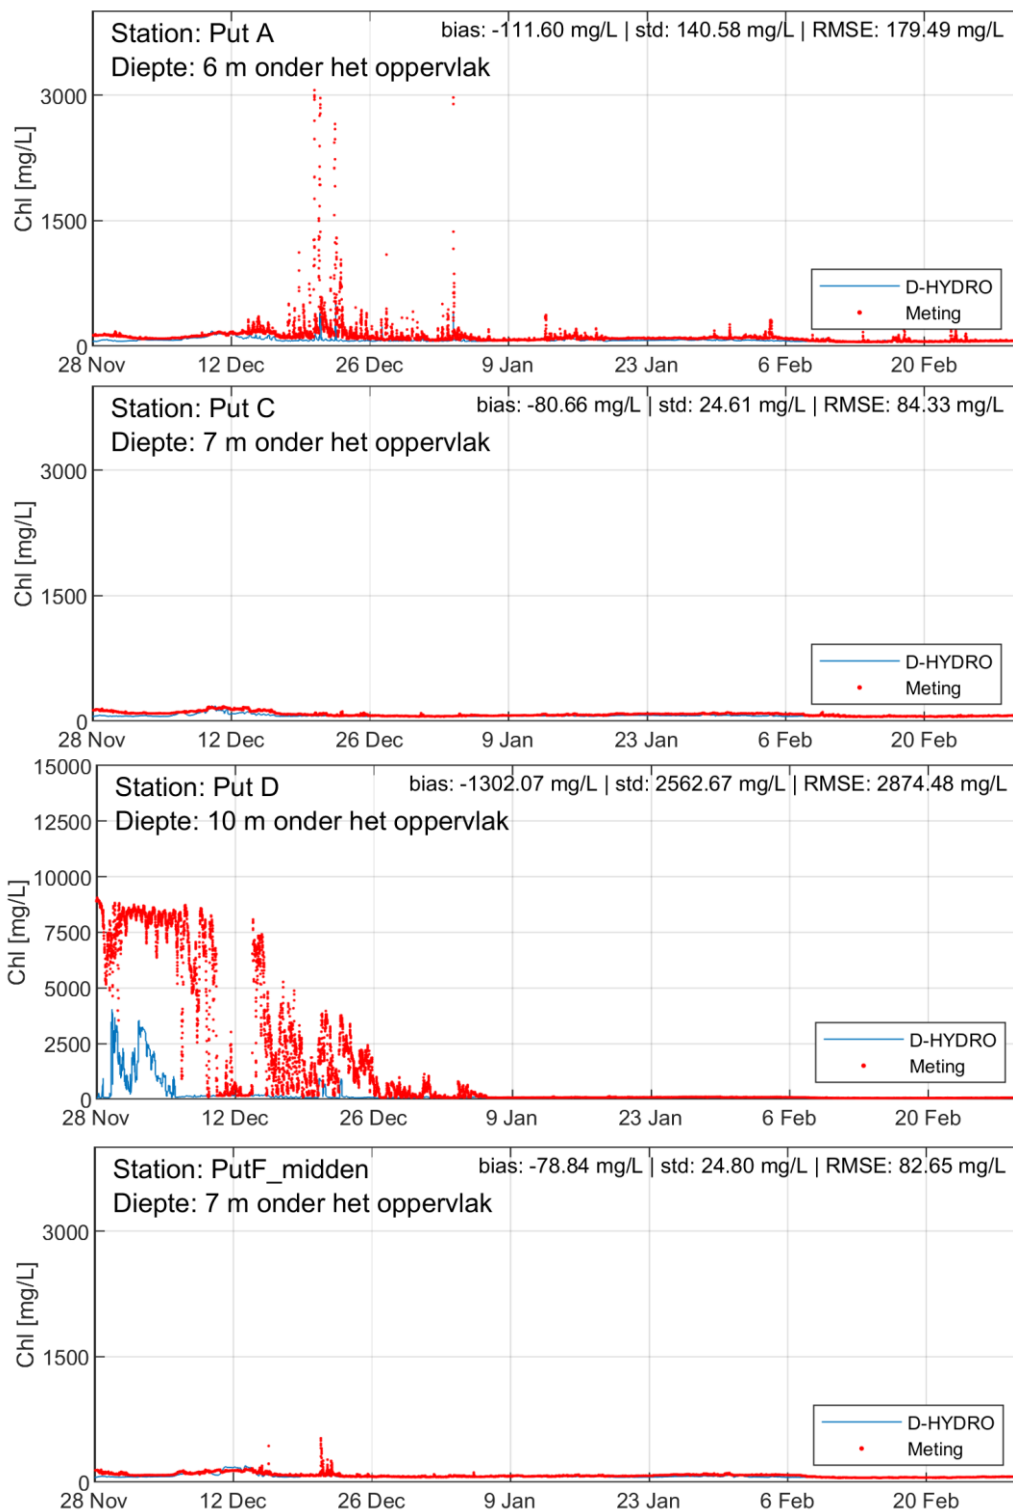 Station: Put A
bias: -111.60 mg/L | std: 140.58 mg/L | RMSE: 179.49 mg/L
Diepte: 6 m onder het oppervlak
Chl [mg/L]
3000
1500
0
D-HYDRO
Meting
28 Nov 12 Dec 26 Dec 9 Jan 23 Jan 6 Feb 20 Feb
Station: Put C
bias: -80.66 mg/L | std: 24.61 mg/L | RMSE: 84.33 mg/L
Diepte: 7 m onder het oppervlak
Chl [mg/L]
3000
1500
0
D-HYDRO
Meting
28 Nov 12 Dec 26 Dec 9 Jan 23 Jan 6 Feb 20 Feb
Station: Put D
bias: -1302.07 mg/L | std: 2562.67 mg/L | RMSE: 2874.48 mg/L
Diepte: 10 m onder het oppervlak
Chl [mg/L]
15000
12500
10000
7500
5000
2500
0
D-HYDRO
Meting
28 Nov 12 Dec 26 Dec 9 Jan 23 Jan 6 Feb 20 Feb
Station: PutF_midden
bias: -78.84 mg/L | std: 24.80 mg/L | RMSE: 82.65 mg/L
Diepte: 7 m onder het oppervlak
Chl [mg/L]
3000
1500
0
D-HYDRO
Meting
28 Nov 12 Dec 26 Dec 9 Jan 23 Jan 6 Feb 20 Feb